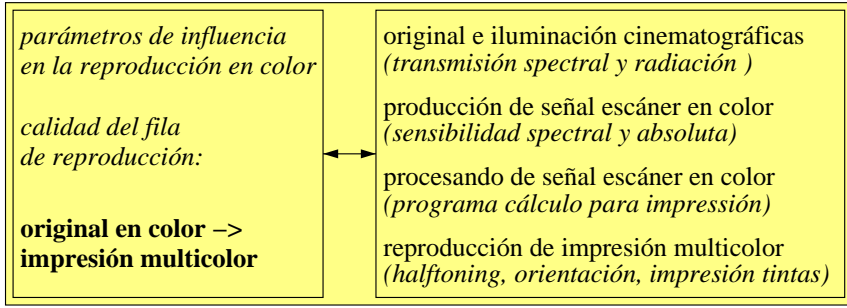 parámetros de influencia
en la reproducción en color
calidad del fila
de reproducción:
original en color –>
impresión multicolor
original e iluminación cinematográficas
(transmisión spectral y radiación )
producción de señal escáner en color
(sensibilidad spectral y absoluta)
procesando de señal escáner en color
(programa cálculo para impressión)
reproducción de impresión multicolor
(halftoning, orientación, impresión tintas)